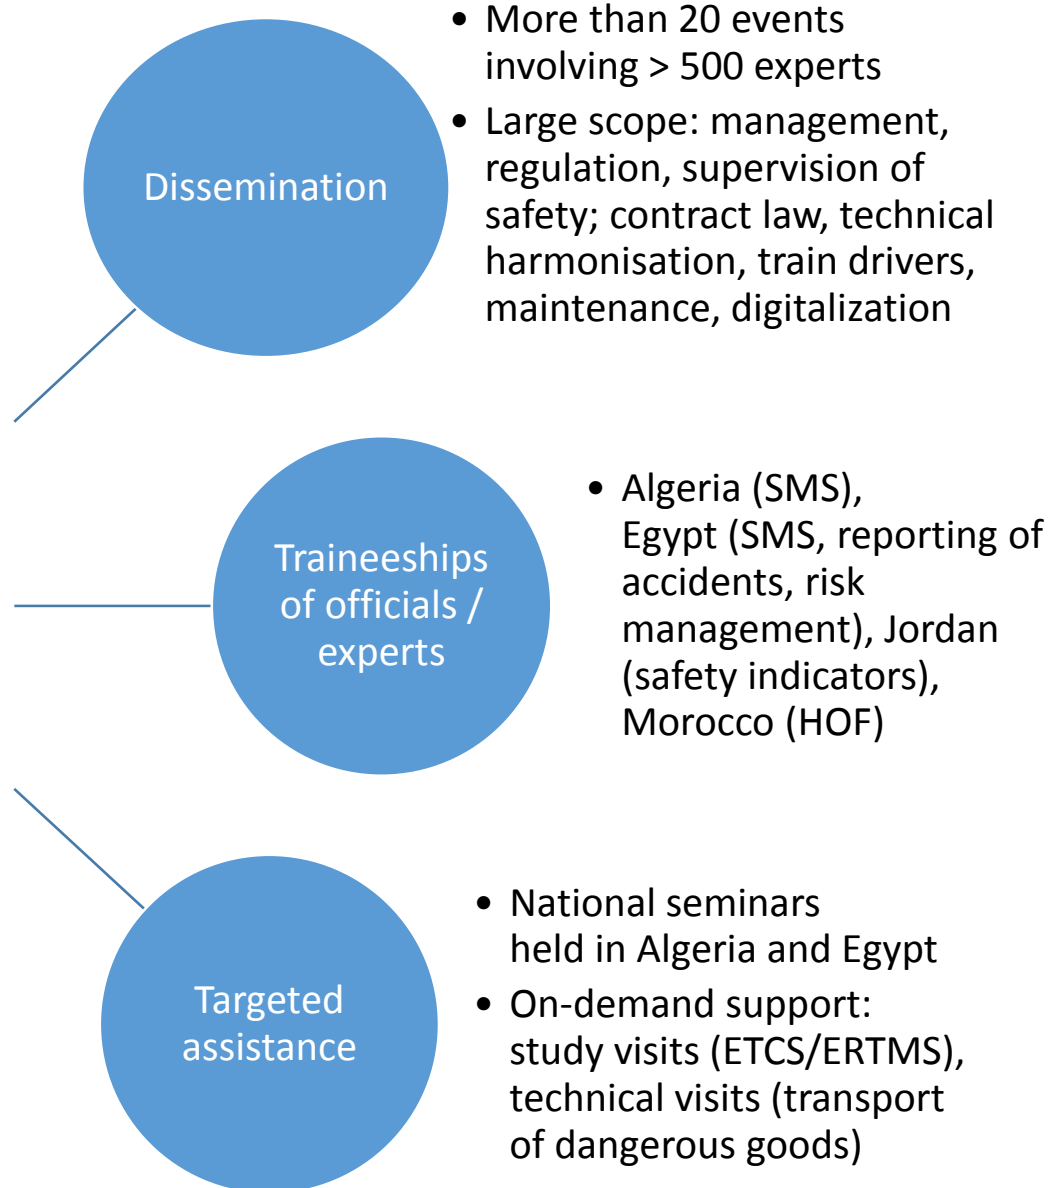 Dissemination
• More than 20 events
involving > 500 experts
• Large scope: management,
regulation, supervision of
safety; contract law, technical
harmonisation, train drivers,
maintenance, digitalization
Traineeships
of officials /
experts
• Algeria (SMS),
Egypt (SMS, reporting of
accidents, risk
management), Jordan
(safety indicators),
Morocco (HOF)
Targeted
assistance
• National seminars
held in Algeria and Egypt
• On-demand support:
study visits (ETCS/ERTMS),
technical visits (transport
of dangerous goods)